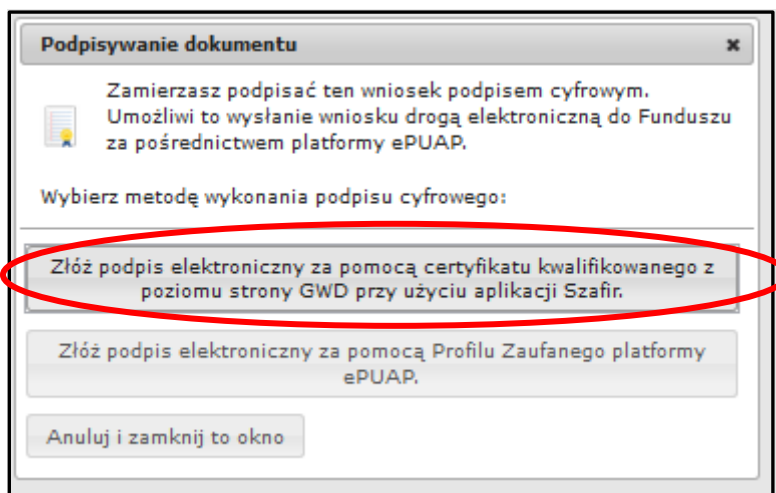 Podpisywanie dokumentu
Zamierzasz podpisać ten wniosek podpisem cyfrowym.
Umożliwi to wysłanie wniosku drogą elektroniczną do Funduszu
za pośrednictwem platformy ePUAP.
Wybierz metodę wykonania podpisu cyfrowego:
Złóż podpis elektroniczny za pomocą certyfikatu kwalifikowanego z
poziomu strony GWD przy użyciu aplikacji Szafir.
Złóż podpis elektroniczny za pomocą Profilu Zaufanego platformy
ePUAP.
Anuluj i zamknij to okno